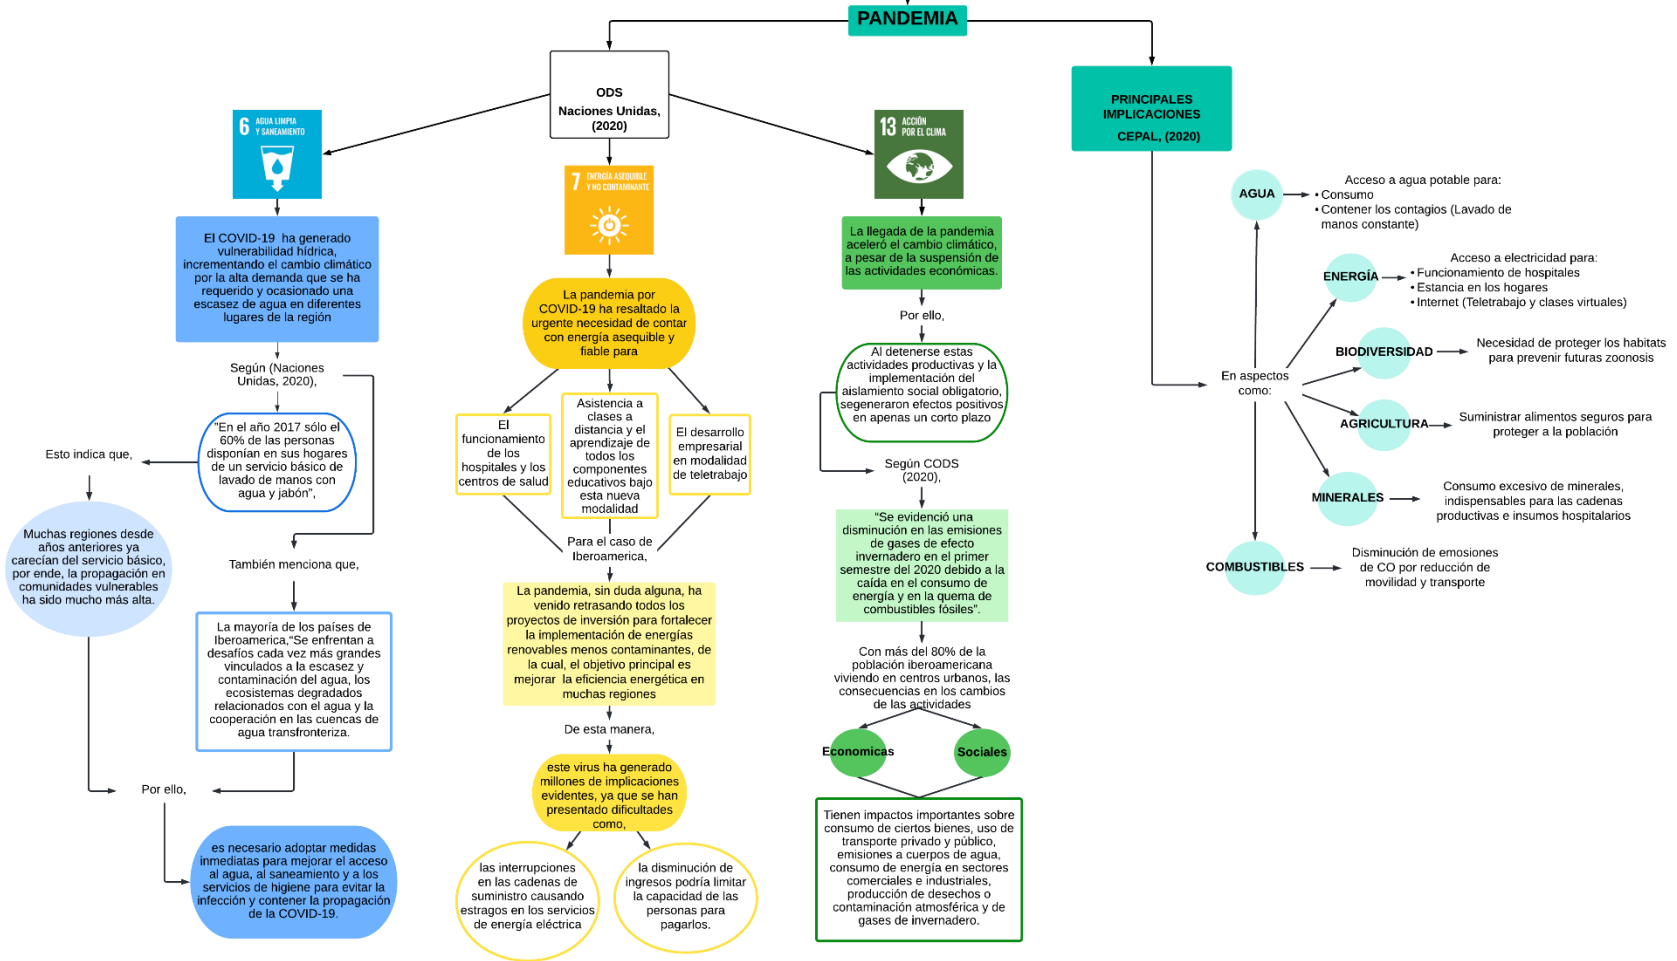 PANDEMIA
ODS
Naciones Unidas,
(2020)
6 AGUA LIMPIA
Y SANEAMIENTO
El COVID-19 ha generado
vulnerabilidad hídrica,
incrementando el cambio climático
por la alta demanda que se ha
requerido y ocasionado una
escasez de agua en diferentes
lugares de la región
Según (Naciones
Unidas, 2020),
"En el año 2017 sólo el
60% de las personas
disponían en sus hogares
de un servicio básico de
lavado de manos con
agua y jabón",
Esto indica que,
Muchas regiones desde
años anteriores ya
carecían del servicio básico,
por ende, la propagación en
comunidades vulnerables
ha sido mucho más alta.
También menciona que,
La mayoría de los países de
Iberoamerica,"Se enfrentan a
desafíos cada vez más grandes
vinculados a la escasez y
contaminación del agua, los
ecosistemas degradados
relacionados con el agua y la
cooperación en las cuencas de
agua transfronteriza.
Por ello,
es necesario adoptar medidas
inmediatas para mejorar el acceso
al agua, al saneamiento y a los
servicios de higiene para evitar la
infección y contener la propagación
de la COVID-19.
7 ENERGÍA ASEQUIBLE
Y NO CONTAMINANTE
La pandemia por
COVID-19 ha resaltado la
urgente necesidad de contar
con energía asequible y
fiable para
El
funcionamiento
de los
hospitales y los
centros de salud
Asistencia a
clases a
distancia y el
aprendizaje de
todos los
componentes
educativos bajo
esta nueva
modalidad
El desarrollo
empresarial
en modalidad
de teletrabajo
Para el caso de
Iberoamerica,
La pandemia, sin duda alguna, ha
venido retrasando todos los
proyectos de inversión para fortalecer
la implementación de energías
renovables menos contaminantes, de
la cual, el objetivo principal es
mejorar la eficiencia energética en
muchas regiones
De esta manera,
este virus ha generado
millones de implicaciones
evidentes, ya que se han
presentado dificultades
como,
las interrupciones
en las cadenas de
suministro causando
estragos en los servicios
de energía eléctrica
la disminución de
ingresos podría limitar
la capacidad de las
personas para
pagarlos.
13 ACCIÓN
POR EL CLIMA
La llegada de la pandemia
aceleró el cambio climático,
a pesar de la suspensión de
las actividades económicas.
Por ello,
Al detenerse estas
actividades productivas y la
implementación del
aislamiento social obligatorio,
segeneraron efectos positivos
en apenas un corto plazo
Según CODS
(2020),
"Se evidenció una
disminución en las emisiones
de gases de efecto
invernadero en el primer
semestre del 2020 debido a la
caída en el consumo de
energía y en la quema de
combustibles fósiles".
Con más del 80% de la
población iberoamericana
viviendo en centros urbanos, las
consecuencias en los cambios
de las actividades
Economicas
Sociales
Tienen impactos importantes sobre
consumo de ciertos bienes, uso de
transporte privado y público,
emisiones a cuerpos de agua,
consumo de energía en sectores
comerciales e industriales,
producción de desechos o
contaminación atmosférica y de
gases de invernadero.
PRINCIPALES
IMPLICACIONES
CEPAL, (2020)
En aspectos
como:
AGUA
Acceso a agua potable para:
• Consumo
• Contener los contagios (Lavado de
manos constante)
ENERGÍA
Acceso a electricidad para:
• Funcionamiento de hospitales
• Estancia en los hogares
• Internet (Teletrabajo y clases virtuales)
BIODIVERSIDAD
Necesidad de proteger los habitats
para prevenir futuras zoonosis
AGRICULTURA
Suministrar alimentos seguros para
proteger a la población
MINERALES
Consumo excesivo de minerales,
indispensables para las cadenas
productivas e insumos hospitalarios
COMBUSTIBLES
Disminución de emosiones
de CO por reducción de
movilidad y transporte